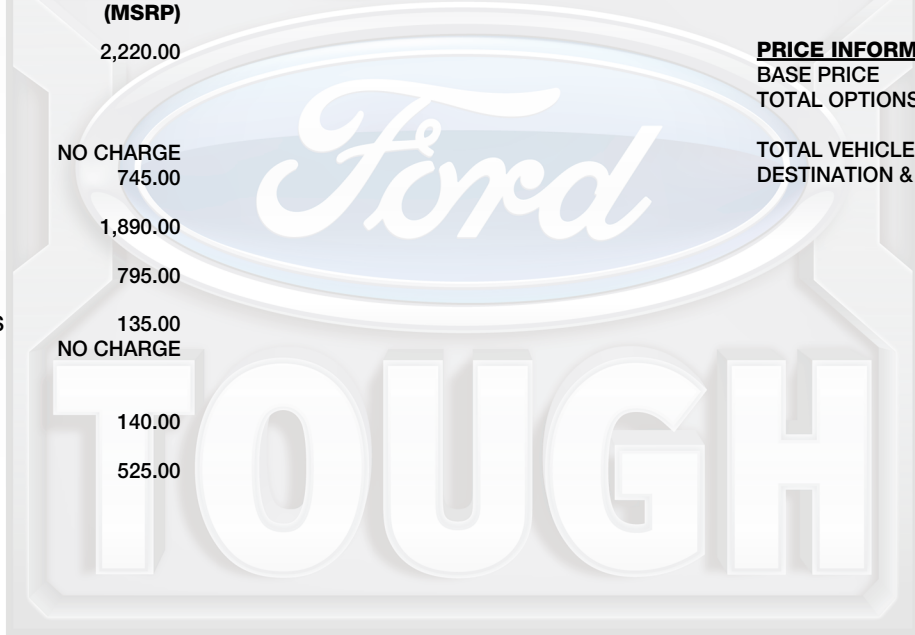 (MSRP)
2,220.00
NO CHARGE
745.00
1,890.00
795.00
S 135.00
NO CHARGE
140.00
525.00
PRICE INFORM
BASE PRICE
TOTAL OPTIONS
TOTAL VEHICLE
DESTINATION &
Ford
TOUGH